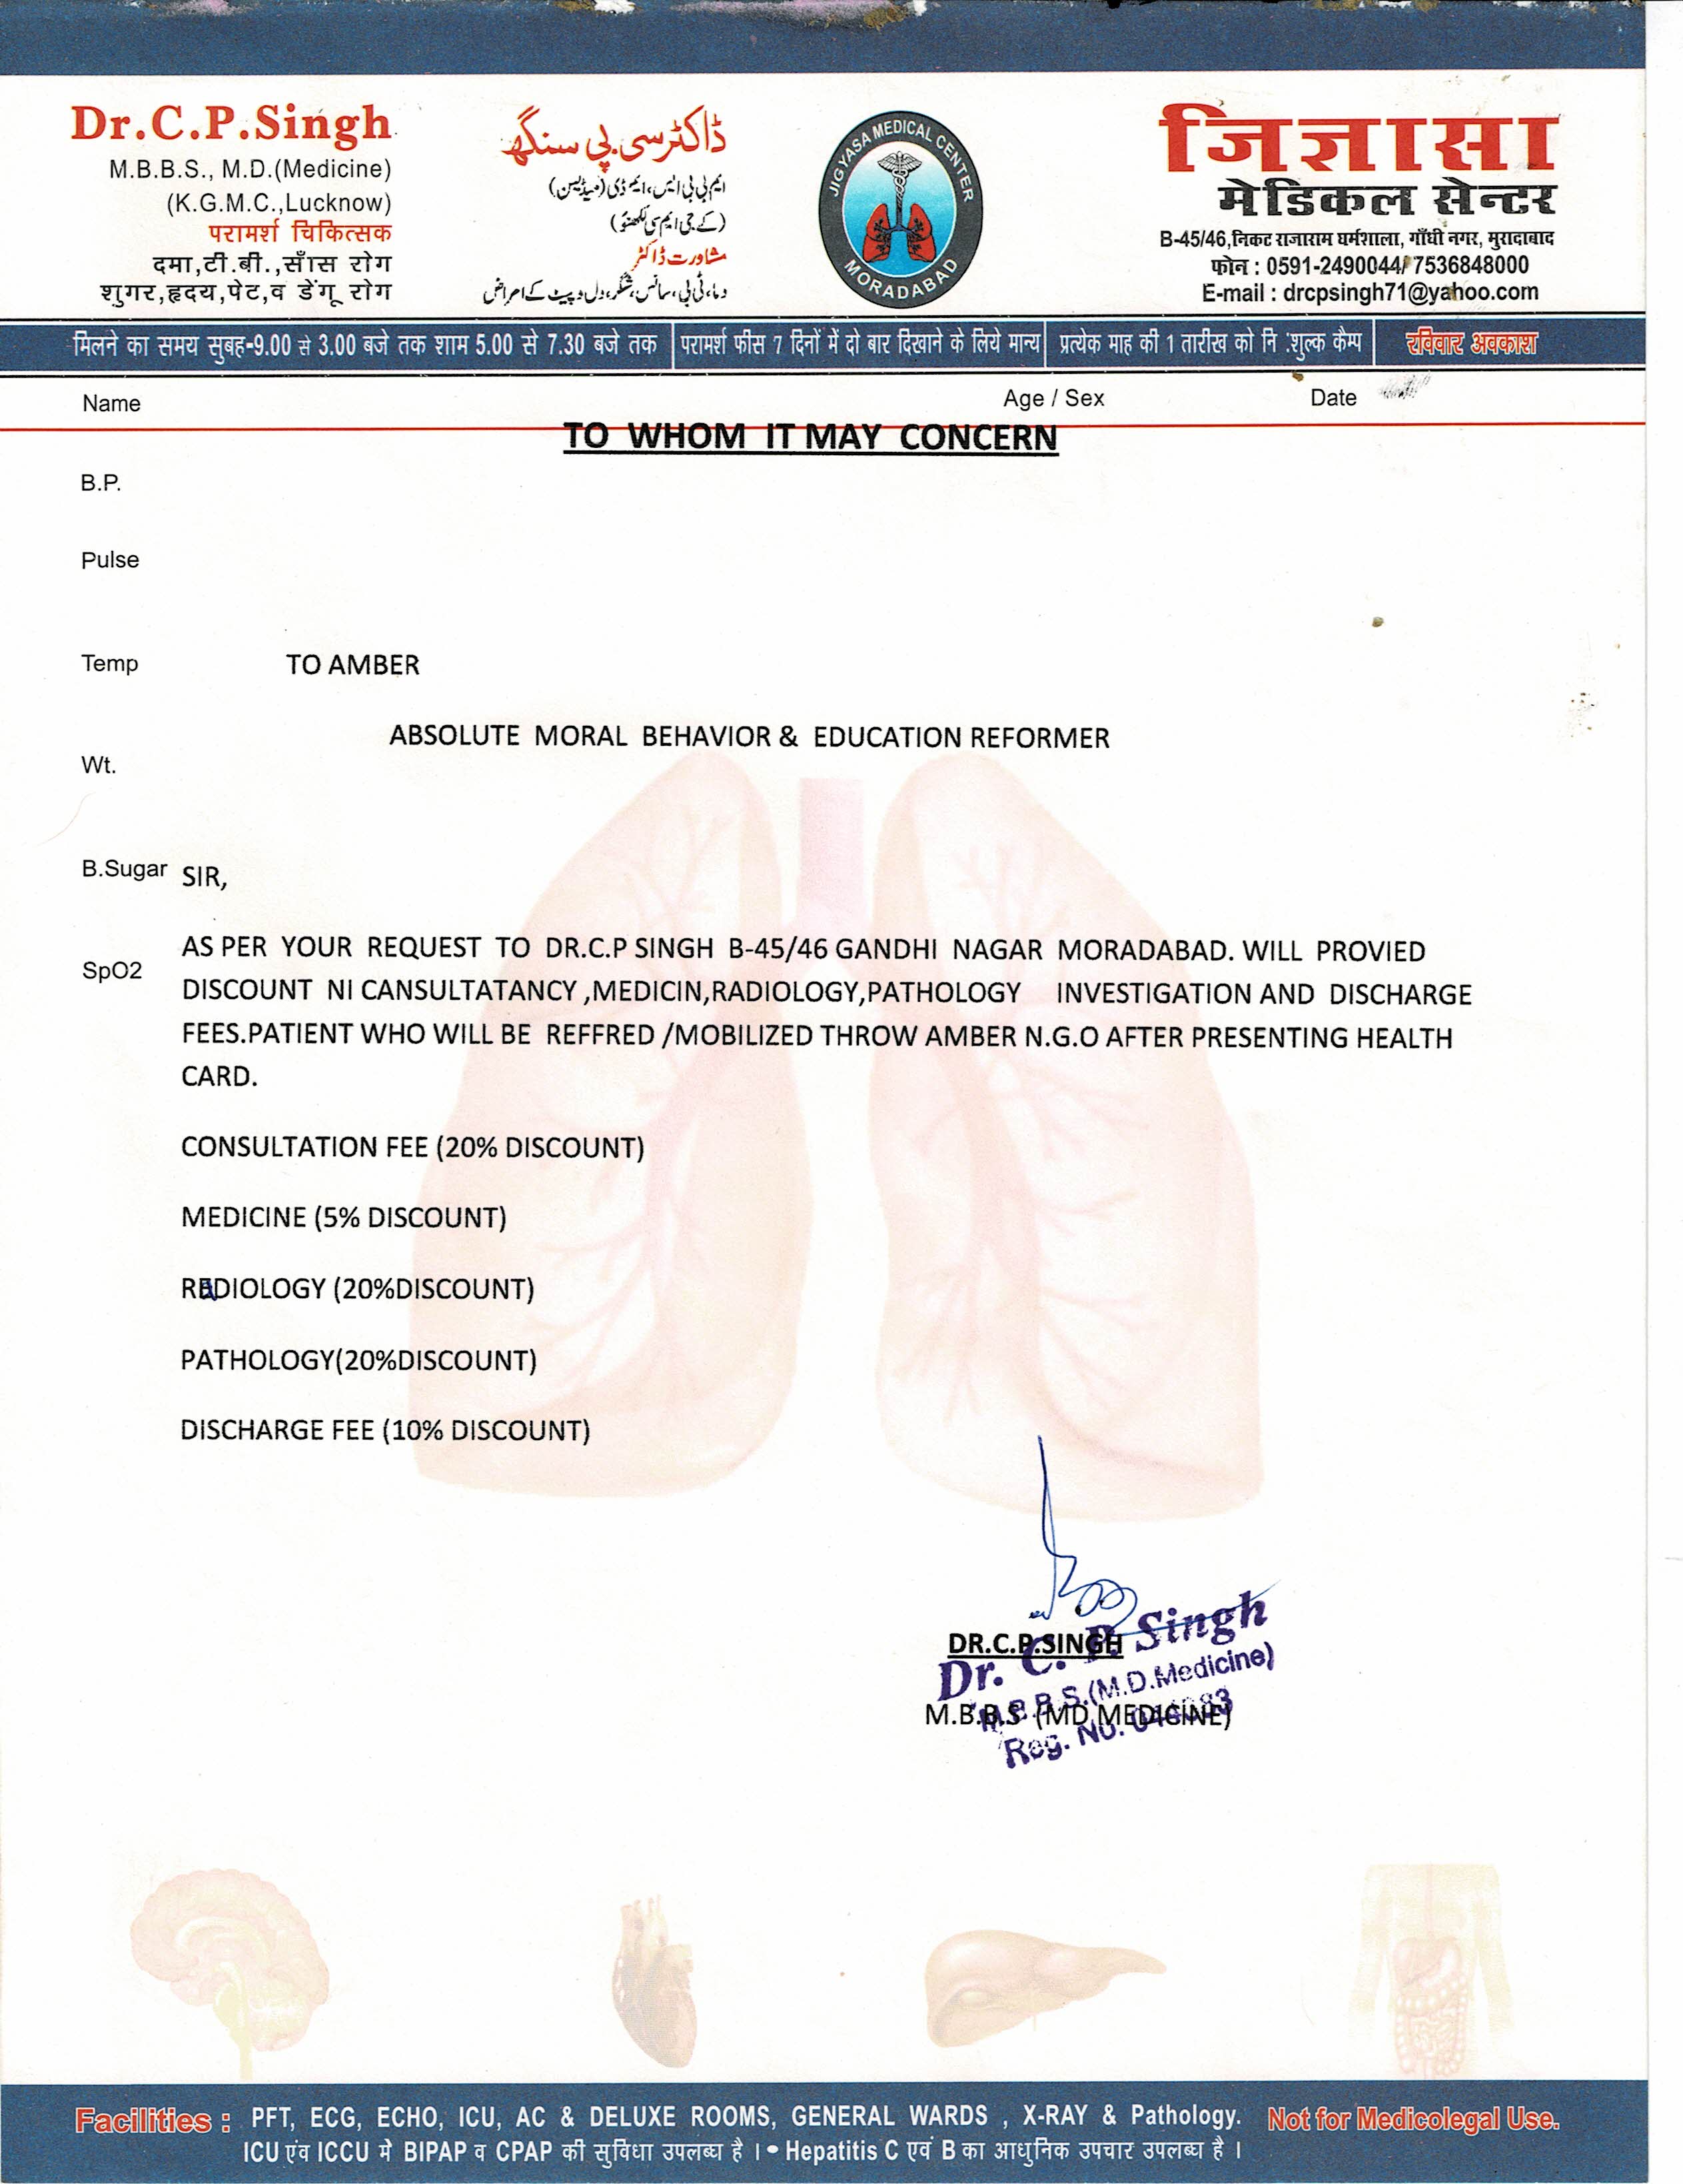 Dr.C.P.Singh
M.B.B.S., M.D.(Medicine)
(K.G.M.C.,Lucknow)
परामर्श चिकित्सक
दमा,टी.बी.,साँस रोग
शुगर,हृदय,पेट,व डेंगू रोग
ڈاکٹرسی پی سنگھ
ایم بی بی ایس،ایم ڈی (میڈیسن)
(کے جی ایم سی لکھنؤ)
مشاورت ڈاکٹر
دما،ٹی بی،سانس،شگر،دل و پیٹ کے امراض
JIGYASA MEDICAL CENTER
MORADABAD
जिज्ञासा
मेडिकल सेन्टर
B-45/46,निकट राजाराम धर्मशाला, गाँधी नगर, मुरादाबाद
फोन : 0591-2490044/ 7536848000
E-mail : drcpsingh71@yahoo.com
मिलने का समय सुबह-9.00 से 3.00 बजे तक शाम 5.00 से 7.30 बजे तक परामर्श फीस 7 दिनों में दो बार दिखाने के लिये मान्य प्रत्येक माह की 1 तारीख को नि :शुल्क कैम्प रविवार अवकाश
Name Age / Sex Date
TO WHOM IT MAY CONCERN
B.P.
Pulse
Temp TO AMBER
ABSOLUTE MORAL BEHAVIOR & EDUCATION REFORMER
Wt.
B.Sugar SIR,
AS PER YOUR REQUEST TO DR.C.P SINGH B-45/46 GANDHI NAGAR MORADABAD. WILL PROVIED
SpO2
DISCOUNT NI CANSULTATANCY ,MEDICIN,RADIOLOGY,PATHOLOGY INVESTIGATION AND DISCHARGE
FEES.PATIENT WHO WILL BE REFFRED /MOBILIZED THROW AMBER N.G.O AFTER PRESENTING HEALTH
CARD.
CONSULTATION FEE (20% DISCOUNT)
MEDICINE (5% DISCOUNT)
RADIOLOGY (20%DISCOUNT)
PATHOLOGY(20%DISCOUNT)
DISCHARGE FEE (10% DISCOUNT)
DR.C.P.SINGH
Dr. C. P. Singh
M.B.B.S.(M.D.Medicine)
M.B.B.S (MD MEDICINE)
Reg. No.
Facilities : PFT, ECG, ECHO, ICU, AC & DELUXE ROOMS, GENERAL WARDS , X-RAY & Pathology. Not for Medicolegal Use.
ICU एंव ICCU मे BIPAP व CPAP की सुविधा उपलब्ध है । • Hepatitis C एवं B का आधुनिक उपचार उपलब्ध है ।